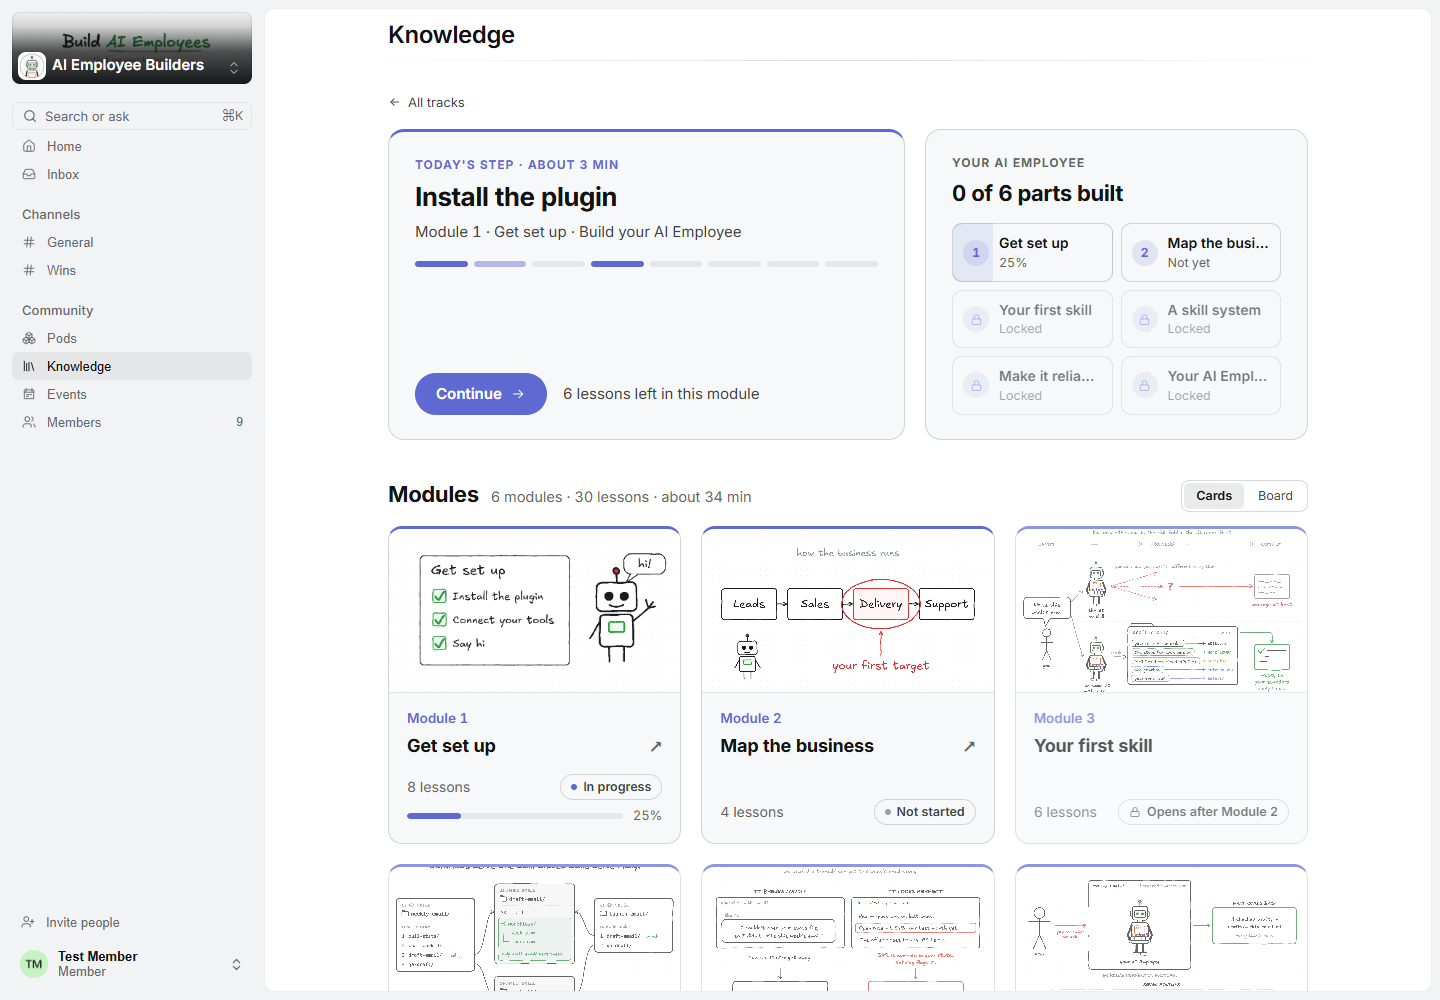 Build AI Employees
AI Employee Builders
Search or ask
⌘K
Home
Inbox
Channels
General
Wins
Community
Pods
Knowledge
Events
Members
9
Invite people
TM
Test Member
Member
Knowledge
← All tracks
TODAY'S STEP · ABOUT 3 MIN
Install the plugin
Module 1 · Get set up · Build your AI Employee
Continue →
6 lessons left in this module
YOUR AI EMPLOYEE
0 of 6 parts built
1
Get set up
25%
2
Map the busi...
Not yet
Your first skill
Locked
A skill system
Locked
Make it relia...
Locked
Your AI Empl...
Locked
Modules
6 modules · 30 lessons · about 34 min
Cards
Board
Get set up
Install the plugin
Connect your tools
Say hi
hi!
Module 1
Get set up
↗
8 lessons
In progress
25%
how the business runs
Leads
Sales
Delivery
Support
your first target
Module 2
Map the business
↗
4 lessons
Not started
?
Module 3
Your first skill
6 lessons
Opens after Module 2
weekly-email/
draft-email/
launch-email/